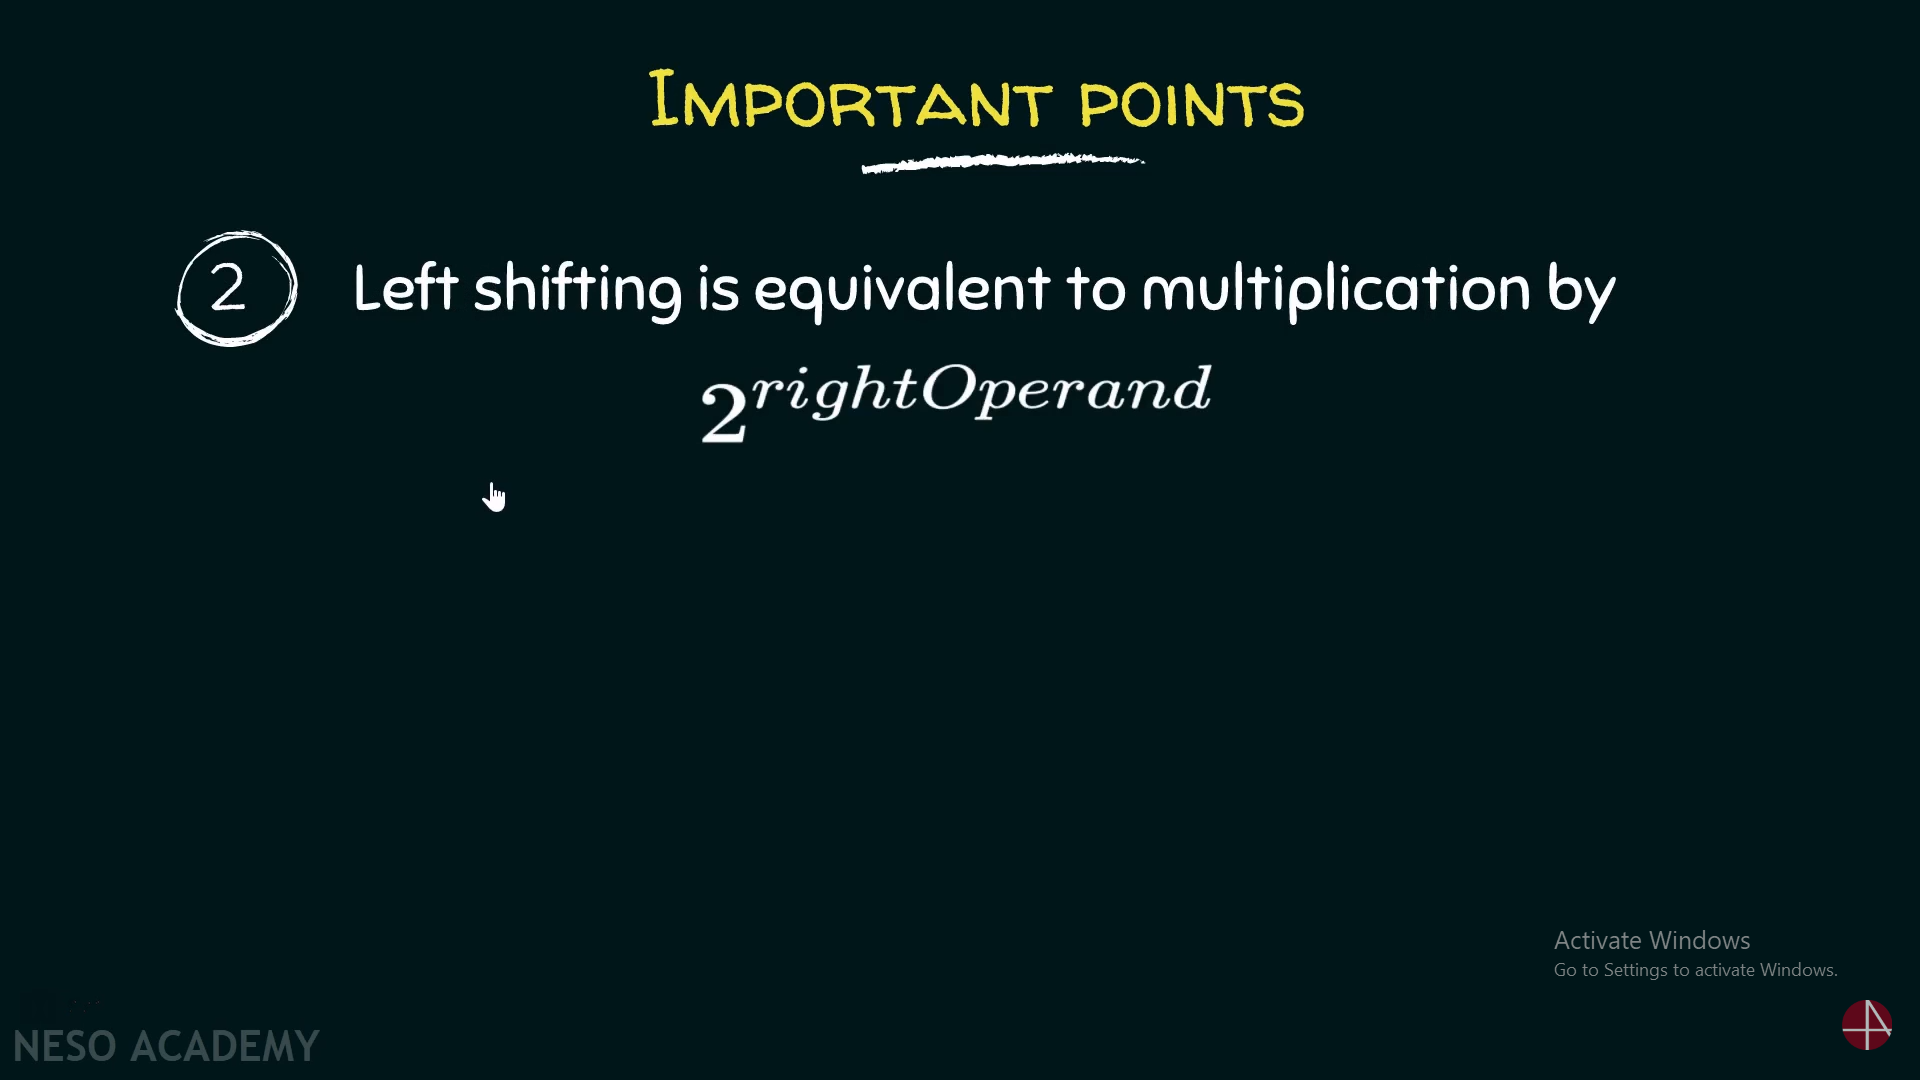 Important points
2 Left shifting is equivalent to multiplication by
2^rightOperand
Activate Windows
Go to Settings to activate Windows.
NESO ACADEMY